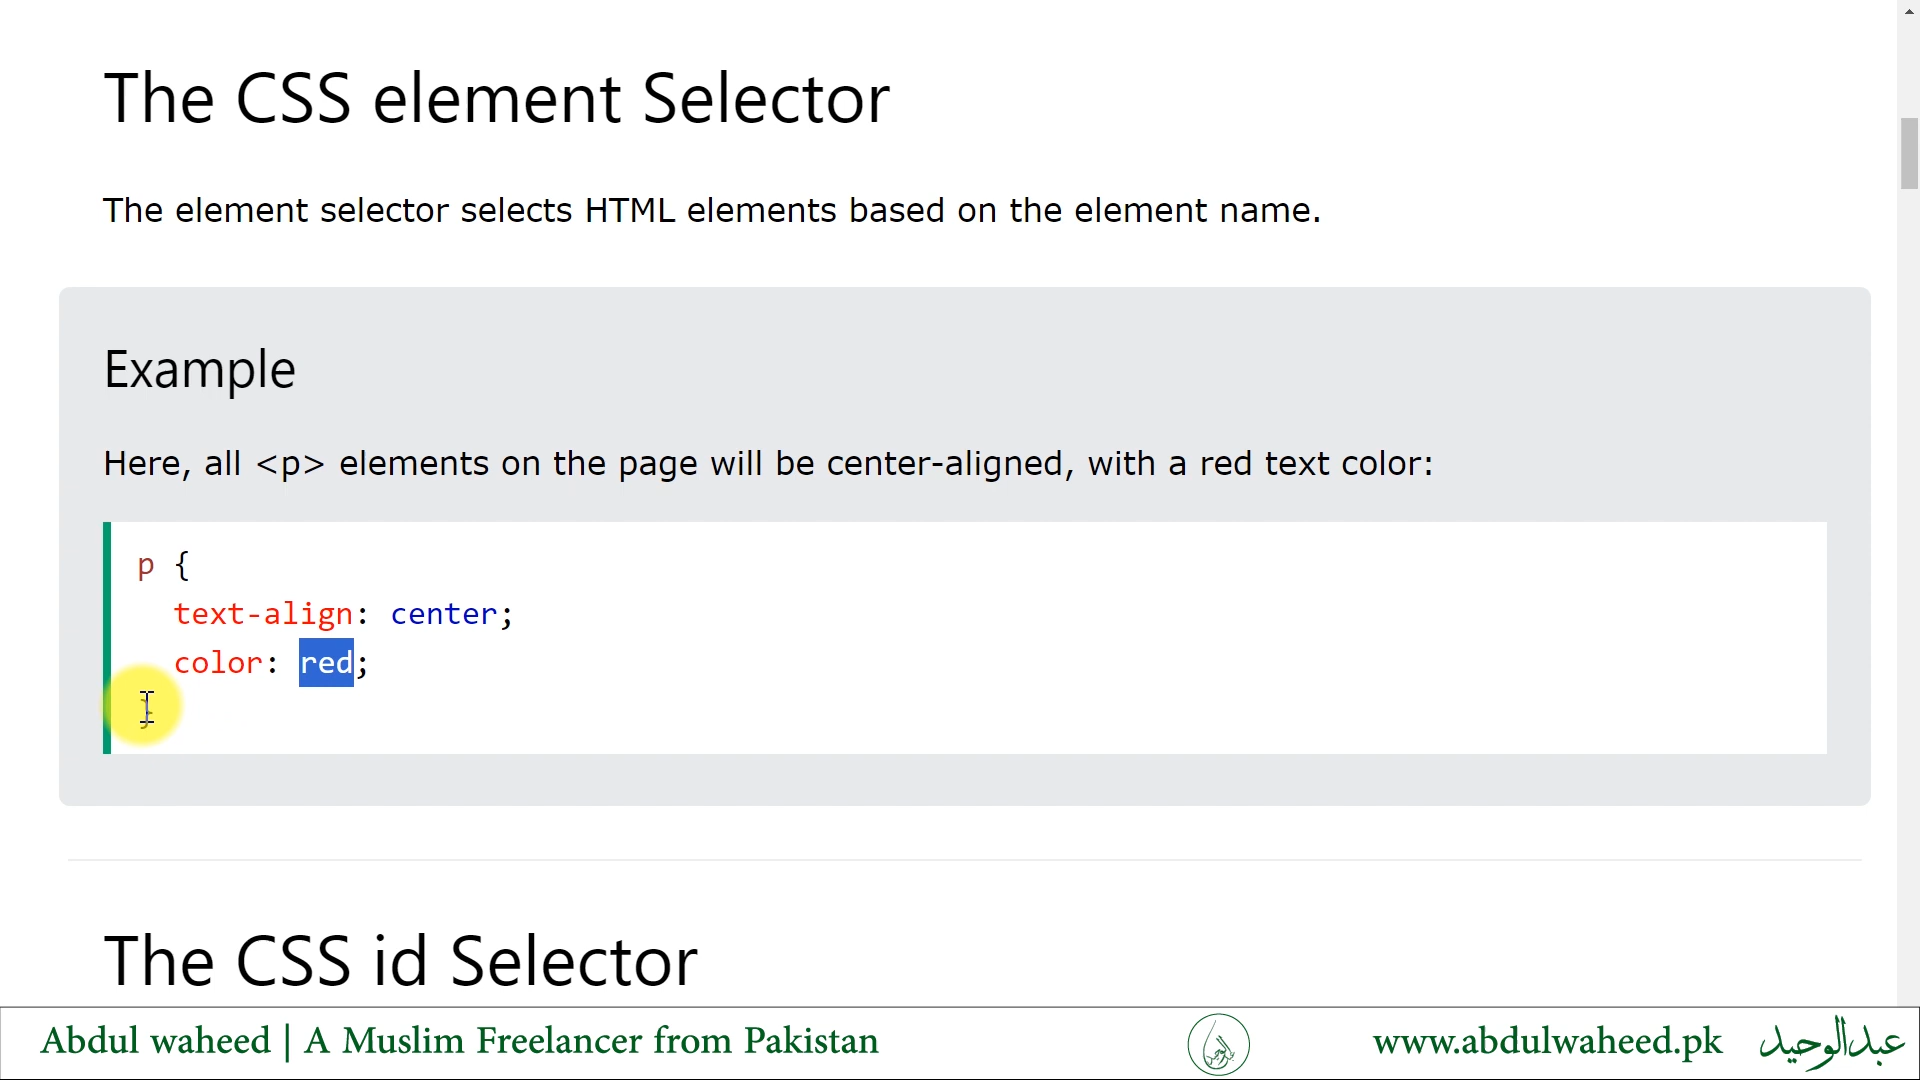 The CSS element Selector
The element selector selects HTML elements based on the element name.
Example
Here, all <p> elements on the page will be center-aligned, with a red text color:
p {
text-align: center;
color: red;
}
The CSS id Selector
Abdul waheed | A Muslim Freelancer from Pakistan
www.abdulwaheed.pk
عبدالوحید